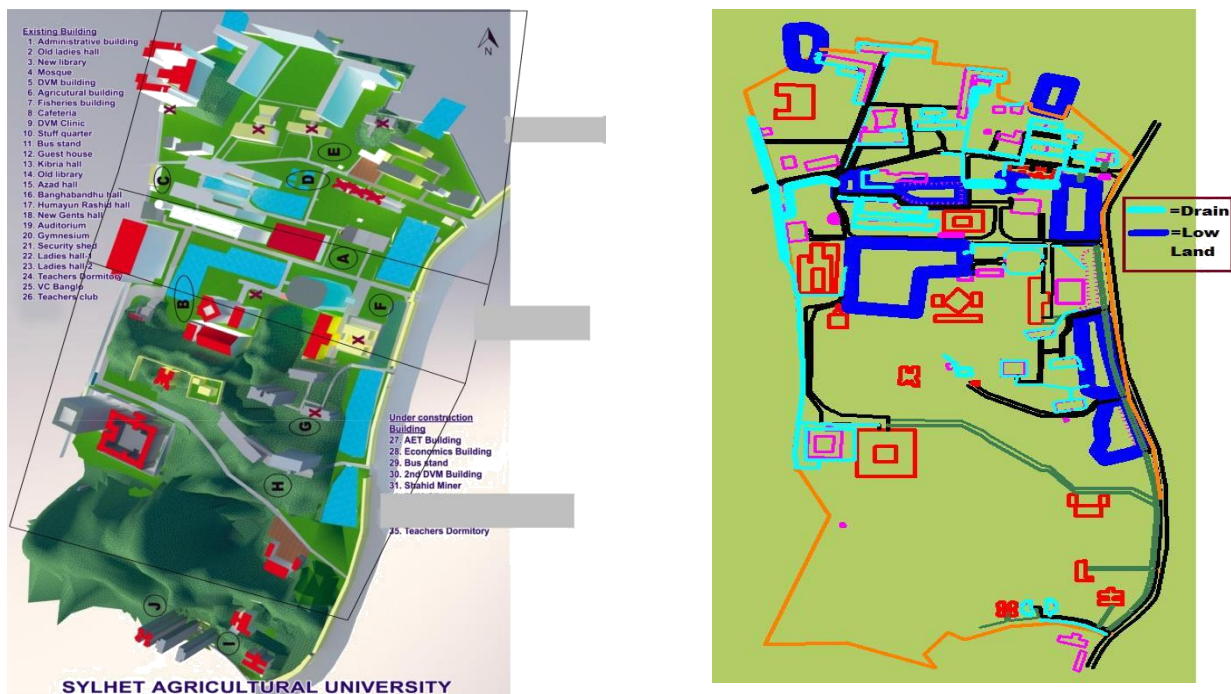 Existing Building
1. Administrative building
2. Old ladies hall
3. New library
4. Mosque
5. DVM building
6. Agricutural building
7. Fisheries building
8. Cafeteria
9. DVM Clinic
10. Stuff quarter
11. Bus stand
12. Guest house
13. Kibria hall
14. Old library
15. Azad hall
16. Banghabandhu hall
17. Humayun Rashid hall
18. New Gents hall
19. Auditorium
20. Gymnesium
21. Security shed
22. Ladies hall-1
23. Ladies hall-2
24. Teachers Dormitory
25. VC Banglo
26. Teachers club
N
X
X
X
X
E
C
D
A
B
X
F
X
G
X
H
J
I
Under construction
Building
27. AET Building
28. Economics Building
29. Bus stand
30. 2nd DVM Building
31. Shahid Miner
35. Teachers Dormitory
SYLHET AGRICULTURAL UNIVERSITY
=Drain
=Low
Land